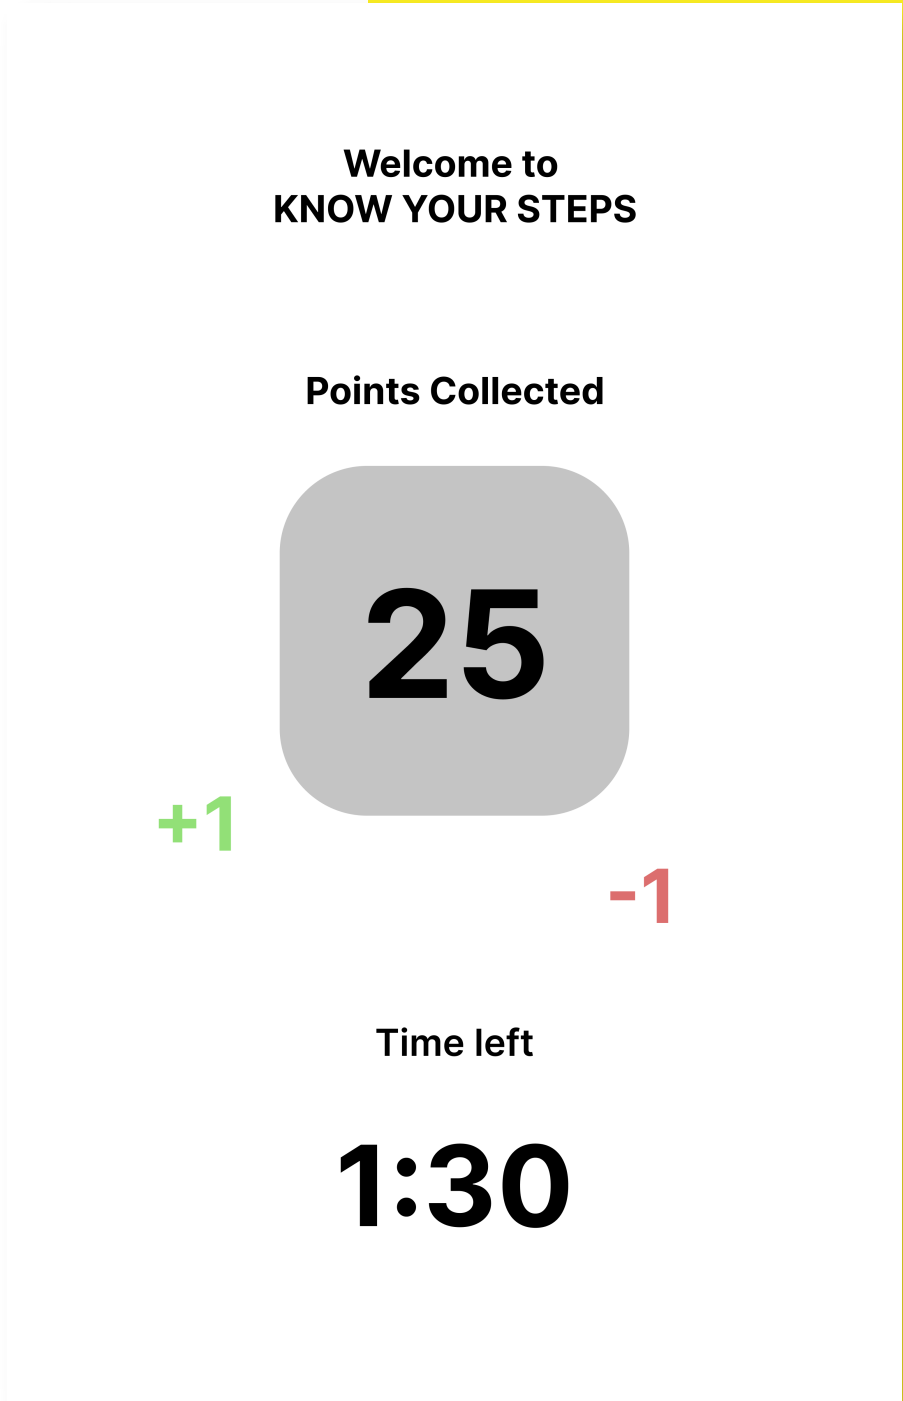 Welcome to
KNOW YOUR STEPS
Points Collected
25
+1
-1
Time left
1:30